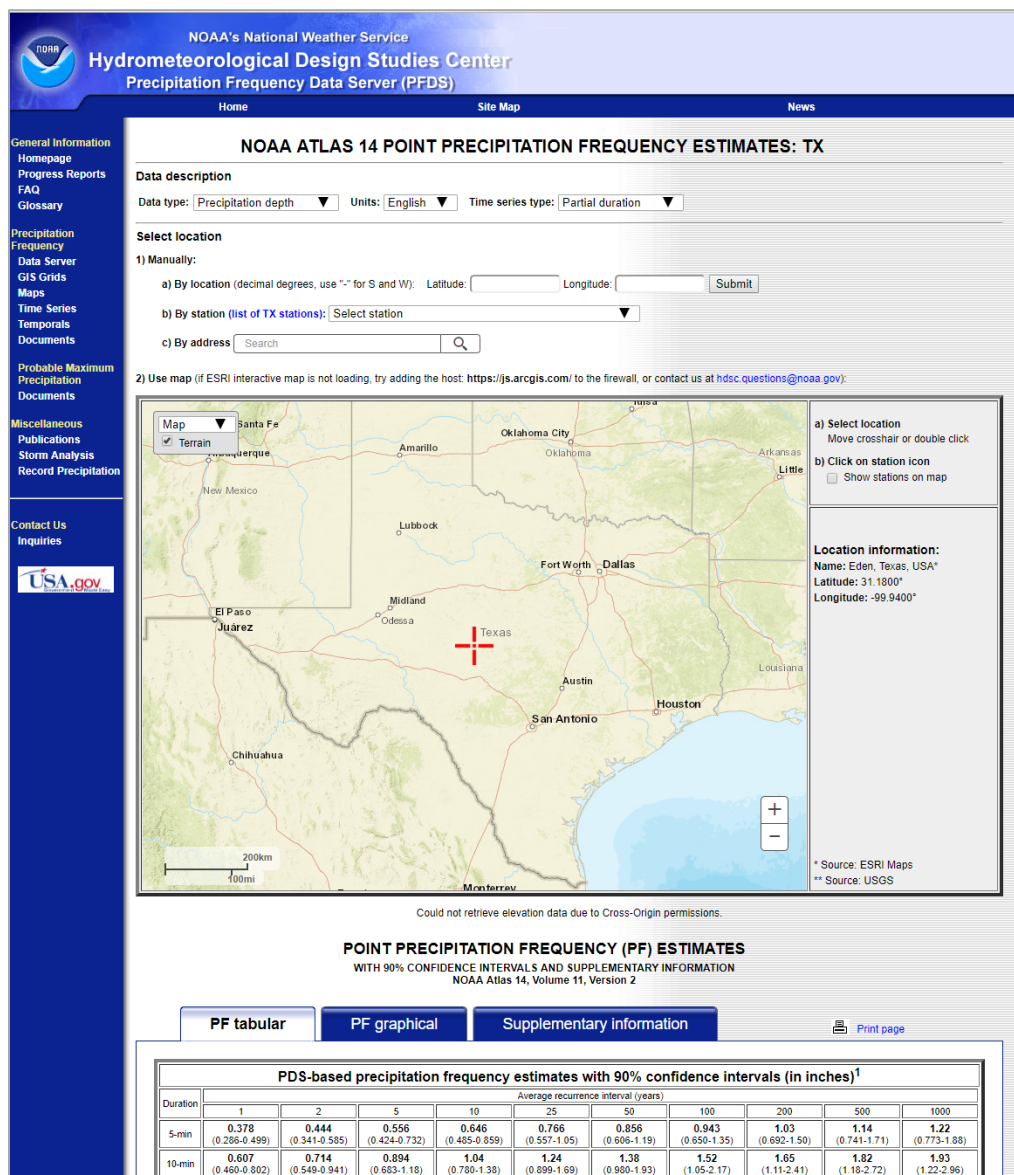 NOAA
NOAA's National Weather Service
Hydrometeorological Design Studies Center
Precipitation Frequency Data Server (PFDS)
Home
Site Map
News
General Information
Homepage
Progress Reports
FAQ
Glossary
Precipitation
Frequency
Data Server
GIS Grids
Maps
Time Series
Temporals
Documents
Probable Maximum
Precipitation
Documents
Miscellaneous
Publications
Storm Analysis
Record Precipitation
Contact Us
Inquiries
USA.gov
Government Made Easy
NOAA ATLAS 14 POINT PRECIPITATION FREQUENCY ESTIMATES: TX
Data description
Data type: Precipitation depth ▼ Units: English ▼ Time series type: Partial duration ▼
Select location
1) Manually:
a) By location (decimal degrees, use "-" for S and W): Latitude: Longitude: Submit
b) By station (list of TX stations): Select station ▼
c) By address Search
2) Use map (if ESRI interactive map is not loading, try adding the host: https://js.arcgis.com/ to the firewall, or contact us at hdsc.questions@noaa.gov):
Map ▼
Terrain
Santa Fe
Albuquerque
New Mexico
Amarillo
Tulsa
Oklahoma City
Oklahoma
Arkansas
Little
Lubbock
Fort Worth
Dallas
Midland
Odessa
El Paso
Juárez
Texas
Louisiana
Austin
Houston
San Antonio
Chihuahua
Monterrey
200km
100mi
+
−
a) Select location
Move crosshair or double click
b) Click on station icon
Show stations on map
Location information:
Name: Eden, Texas, USA*
Latitude: 31.1800°
Longitude: -99.9400°
* Source: ESRI Maps
** Source: USGS
Could not retrieve elevation data due to Cross-Origin permissions.
POINT PRECIPITATION FREQUENCY (PF) ESTIMATES
WITH 90% CONFIDENCE INTERVALS AND SUPPLEMENTARY INFORMATION
NOAA Atlas 14, Volume 11, Version 2
PF tabular
PF graphical
Supplementary information
Print page
PDS-based precipitation frequency estimates with 90% confidence intervals (in inches)1
Duration
Average recurrence interval (years)
1 2 5 10 25 50 100 200 500 1000
5-min 0.378 0.444 0.556 0.646 0.766 0.856 0.943 1.03 1.14 1.22
(0.286-0.499) (0.341-0.585) (0.424-0.732) (0.485-0.859) (0.557-1.05) (0.606-1.19) (0.650-1.35) (0.692-1.50) (0.741-1.71) (0.773-1.88)
10-min 0.607 0.714 0.894 1.04 1.24 1.38 1.52 1.65 1.82 1.93
(0.460-0.802) (0.549-0.941) (0.683-1.18) (0.780-1.38) (0.899-1.69) (0.980-1.93) (1.05-2.17) (1.11-2.41) (1.18-2.72) (1.22-2.96)